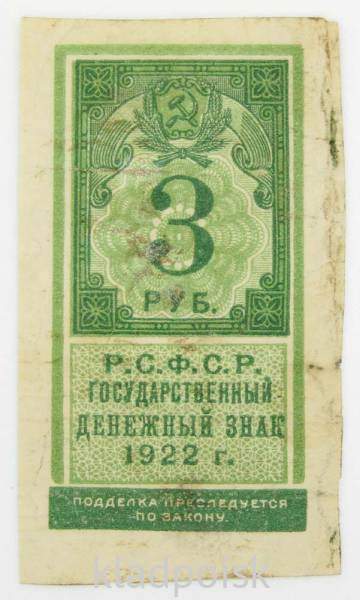 3
РУБ.
Р.С.Ф.С.Р.
ГОСУДАРСТВЕННЫЙ
ДЕНЕЖНЫЙ ЗНАК
1922 г.
ПОДДЕЛКА ПРЕСЛЕДУЕТСЯ
ПО ЗАКОНУ.
kladpoisk